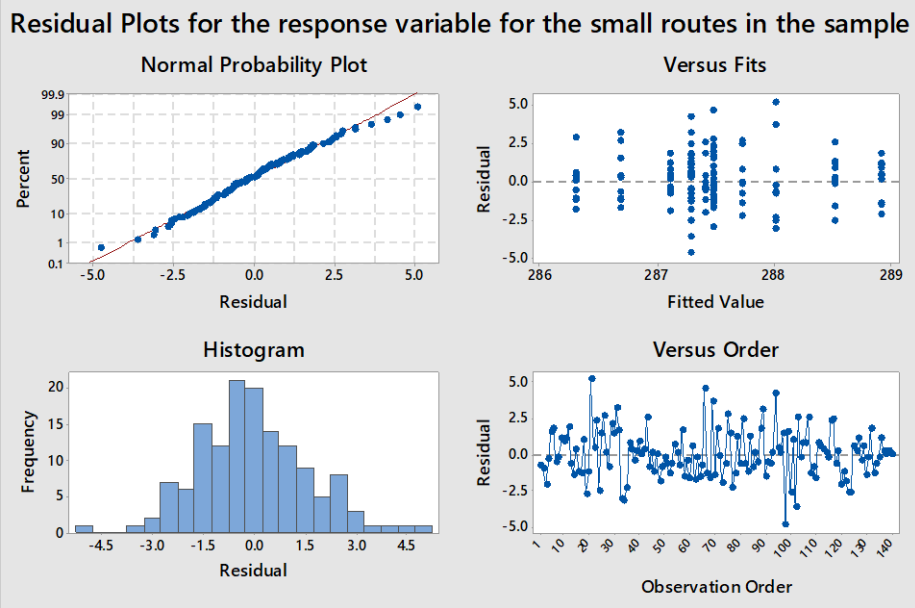 Residual Plots for the response variable for the small routes in the sample
Normal Probability Plot
99.9
99
90
50
10
1
0.1
Percent
-5.0 -2.5 0.0 2.5 5.0
Residual
Versus Fits
5.0
2.5
0.0
-2.5
-5.0
Residual
286 287 288 289
Fitted Value
Histogram
20
15
10
5
0
Frequency
-4.5 -3.0 -1.5 0.0 1.5 3.0 4.5
Residual
Versus Order
5.0
2.5
0.0
-2.5
-5.0
Residual
1 10 20 30 40 50 60 70 80 90 100 110 120 130 140
Observation Order